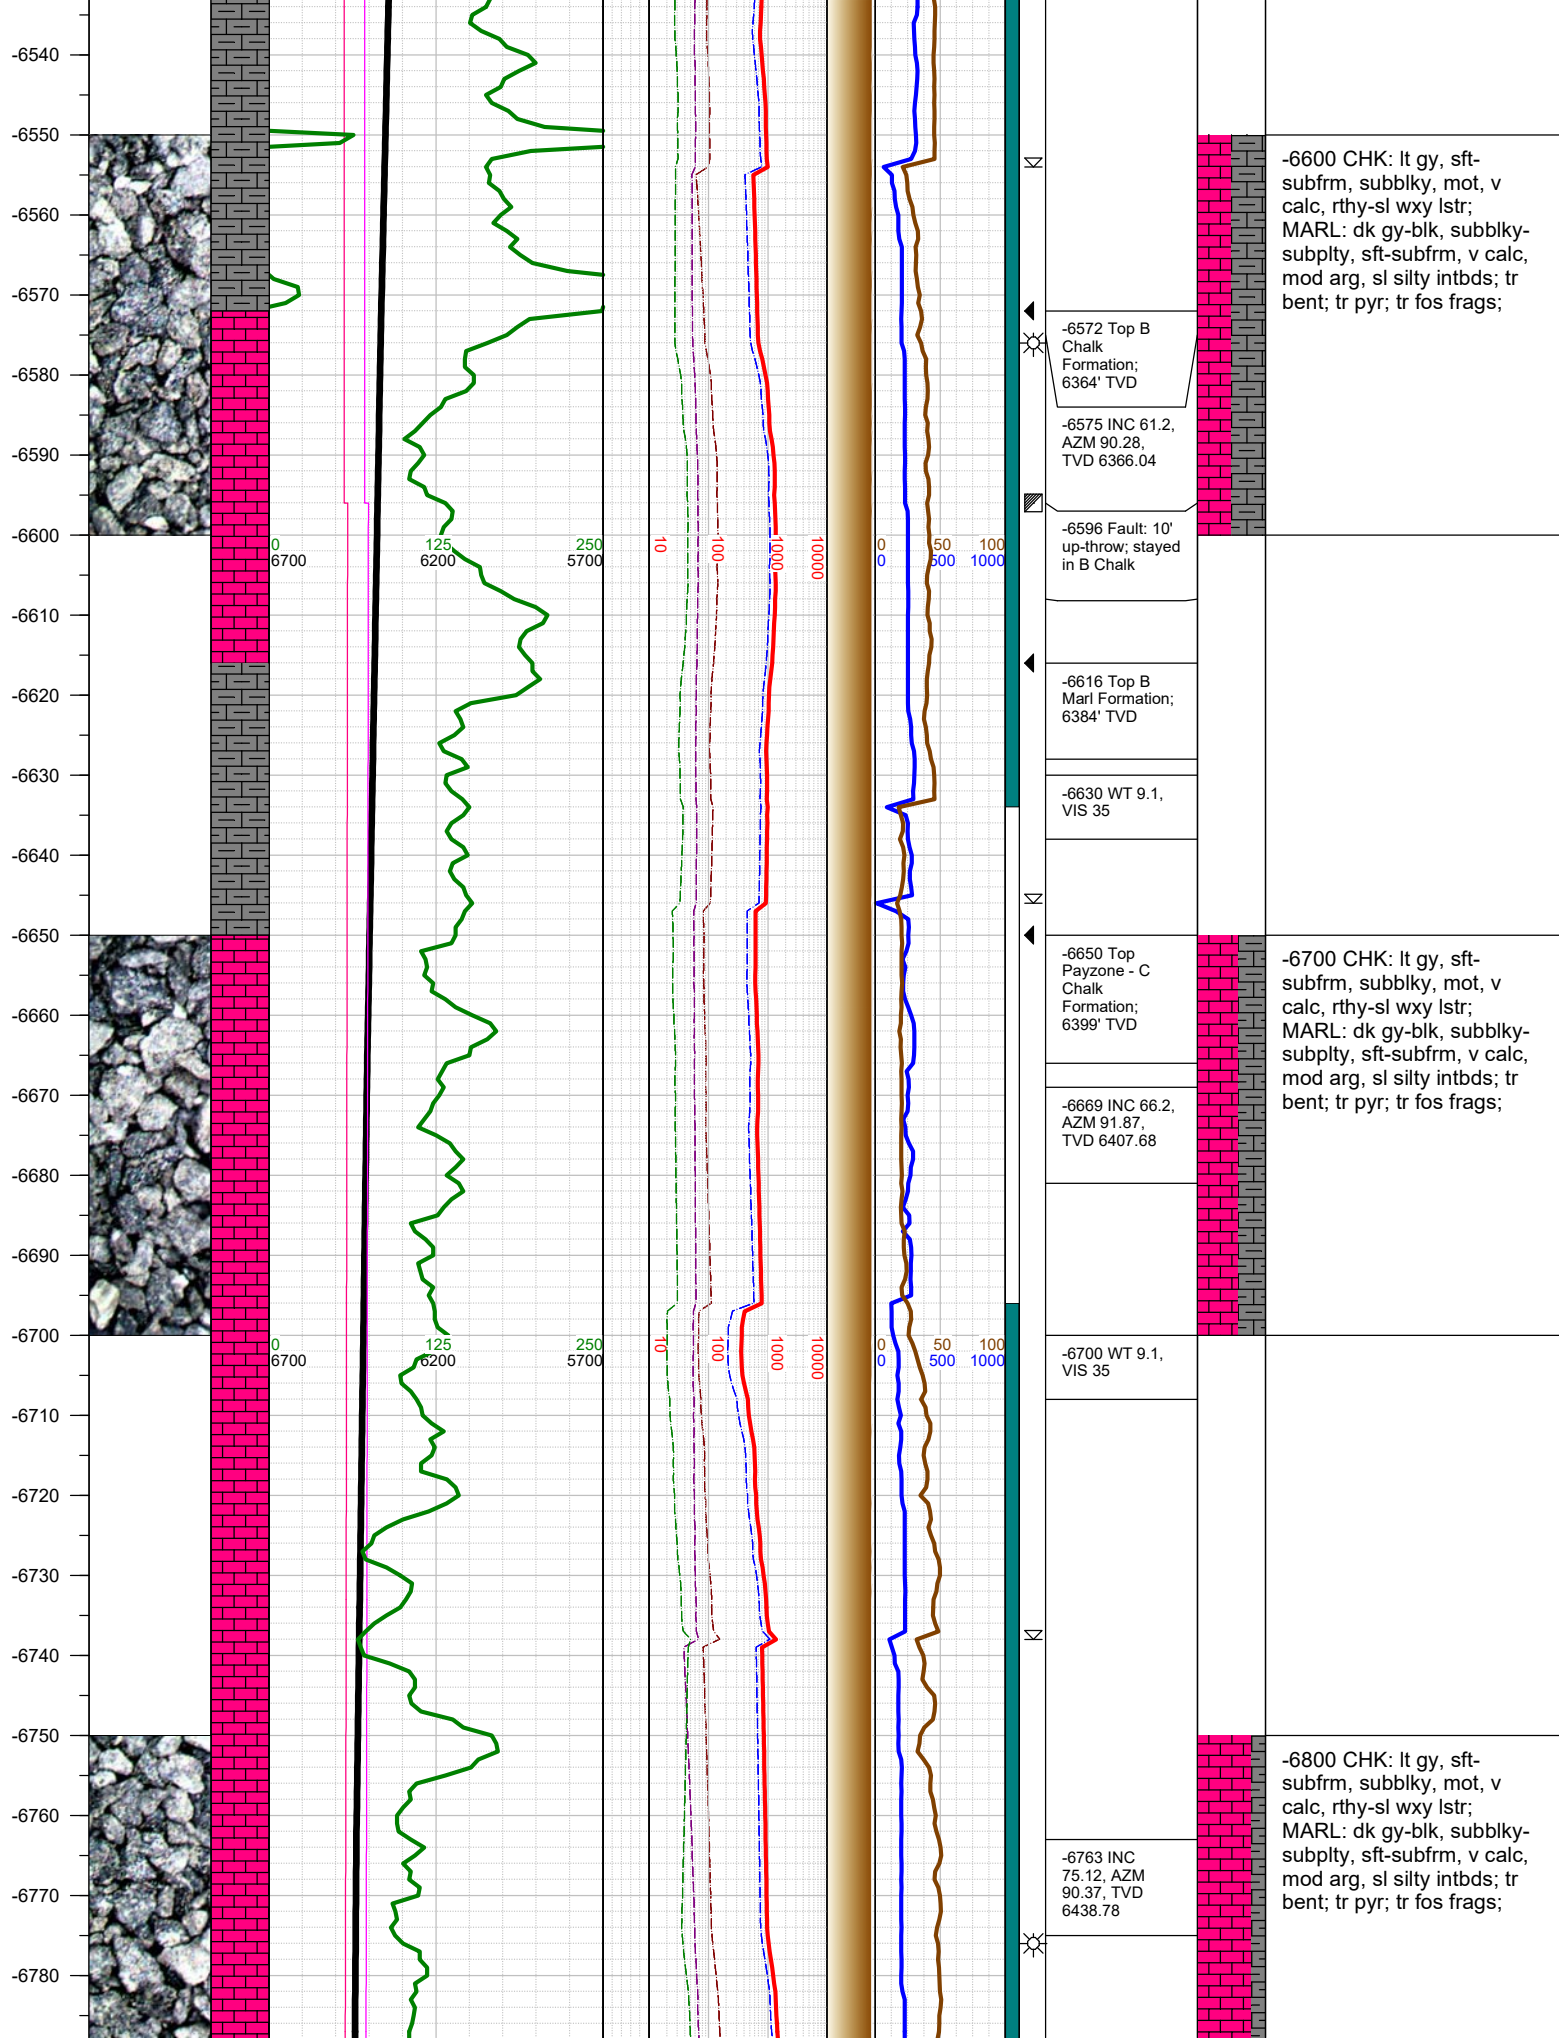 -6540
-6550
-6560
-6570
-6580
-6590
-6600
-6610
-6620
-6630
-6640
-6650
-6660
-6670
-6680
-6690
-6700
-6710
-6720
-6730
-6740
-6750
-6760
-6770
-6780
0 125 250
6700 6200 5700
10 100 1000 10000
0 50 100
0 500 1000
0 125 250
6700 6200 5700
10 100 1000 10000
0 50 100
0 500 1000
-6572 Top B
Chalk
Formation;
6364' TVD
-6575 INC 61.2,
AZM 90.28,
TVD 6366.04
-6596 Fault: 10'
up-throw; stayed
in B Chalk
-6616 Top B
Marl Formation;
6384' TVD
-6630 WT 9.1,
VIS 35
-6650 Top
Payzone - C
Chalk
Formation;
6399' TVD
-6669 INC 66.2,
AZM 91.87,
TVD 6407.68
-6700 WT 9.1,
VIS 35
-6763 INC
75.12, AZM
90.37, TVD
6438.78
-6600 CHK: lt gy, sft-
subfrm, subblky, mot, v
calc, rthy-sl wxy lstr;
MARL: dk gy-blk, subblky-
subplty, sft-subfrm, v calc,
mod arg, sl silty intbds; tr
bent; tr pyr; tr fos frags;
-6700 CHK: lt gy, sft-
subfrm, subblky, mot, v
calc, rthy-sl wxy lstr;
MARL: dk gy-blk, subblky-
subplty, sft-subfrm, v calc,
mod arg, sl silty intbds; tr
bent; tr pyr; tr fos frags;
-6800 CHK: lt gy, sft-
subfrm, subblky, mot, v
calc, rthy-sl wxy lstr;
MARL: dk gy-blk, subblky-
subplty, sft-subfrm, v calc,
mod arg, sl silty intbds; tr
bent; tr pyr; tr fos frags;